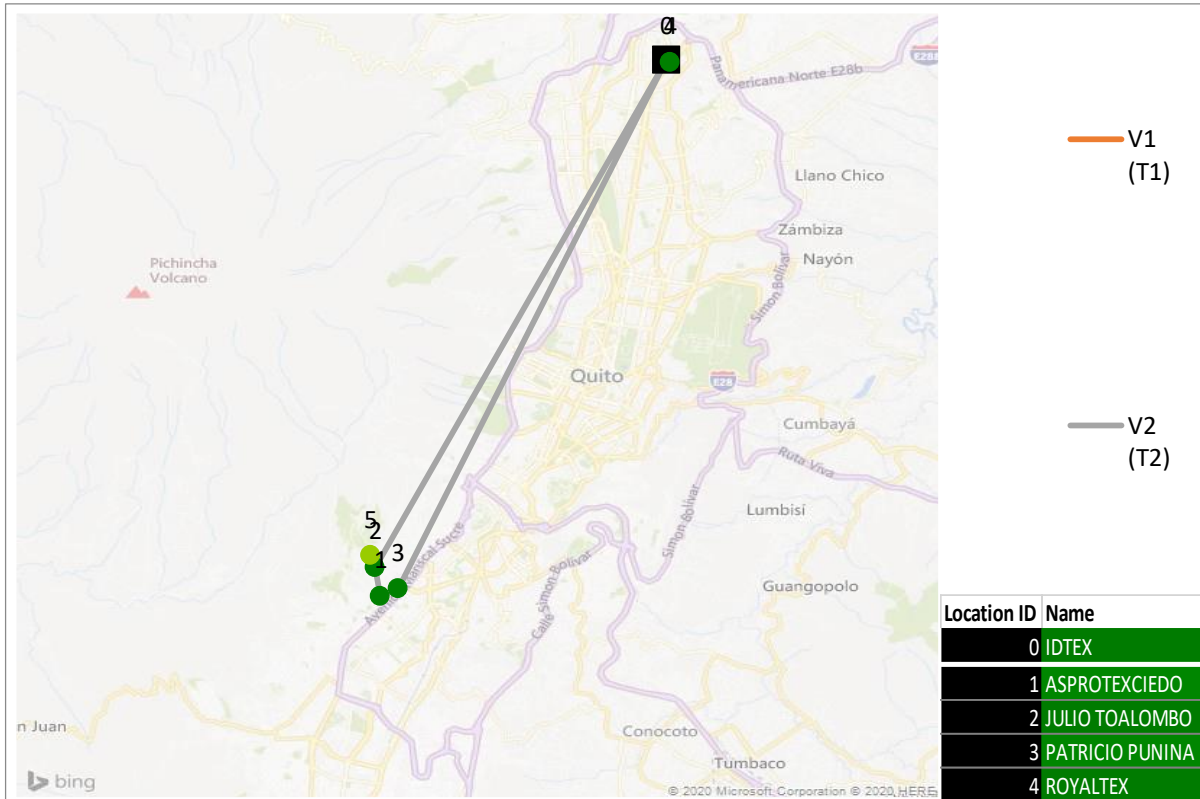 04
Panamericana Norte E28b
E28B
V1
(T1)
Llano Chico
Zámbiza
Nayón
Pichincha
Volcano
Simon Bolívar
Quito
E28
Cumbayá
V2
(T2)
Ruta Viva
Lumbisí
5
2
1
3
Avenida Mariscal Sucre
Simon Bolívar
Calle Simon Bolívar
Guangopolo
Location ID Name
0 IDTEX
1 ASPROTEXCIEDO
2 JULIO TOALOMBO
3 PATRICIO PUNINA
4 ROYALTEX
n Juan
Conocoto
Tumbaco
bing
© 2020 Microsoft Corporation © 2020 HERE